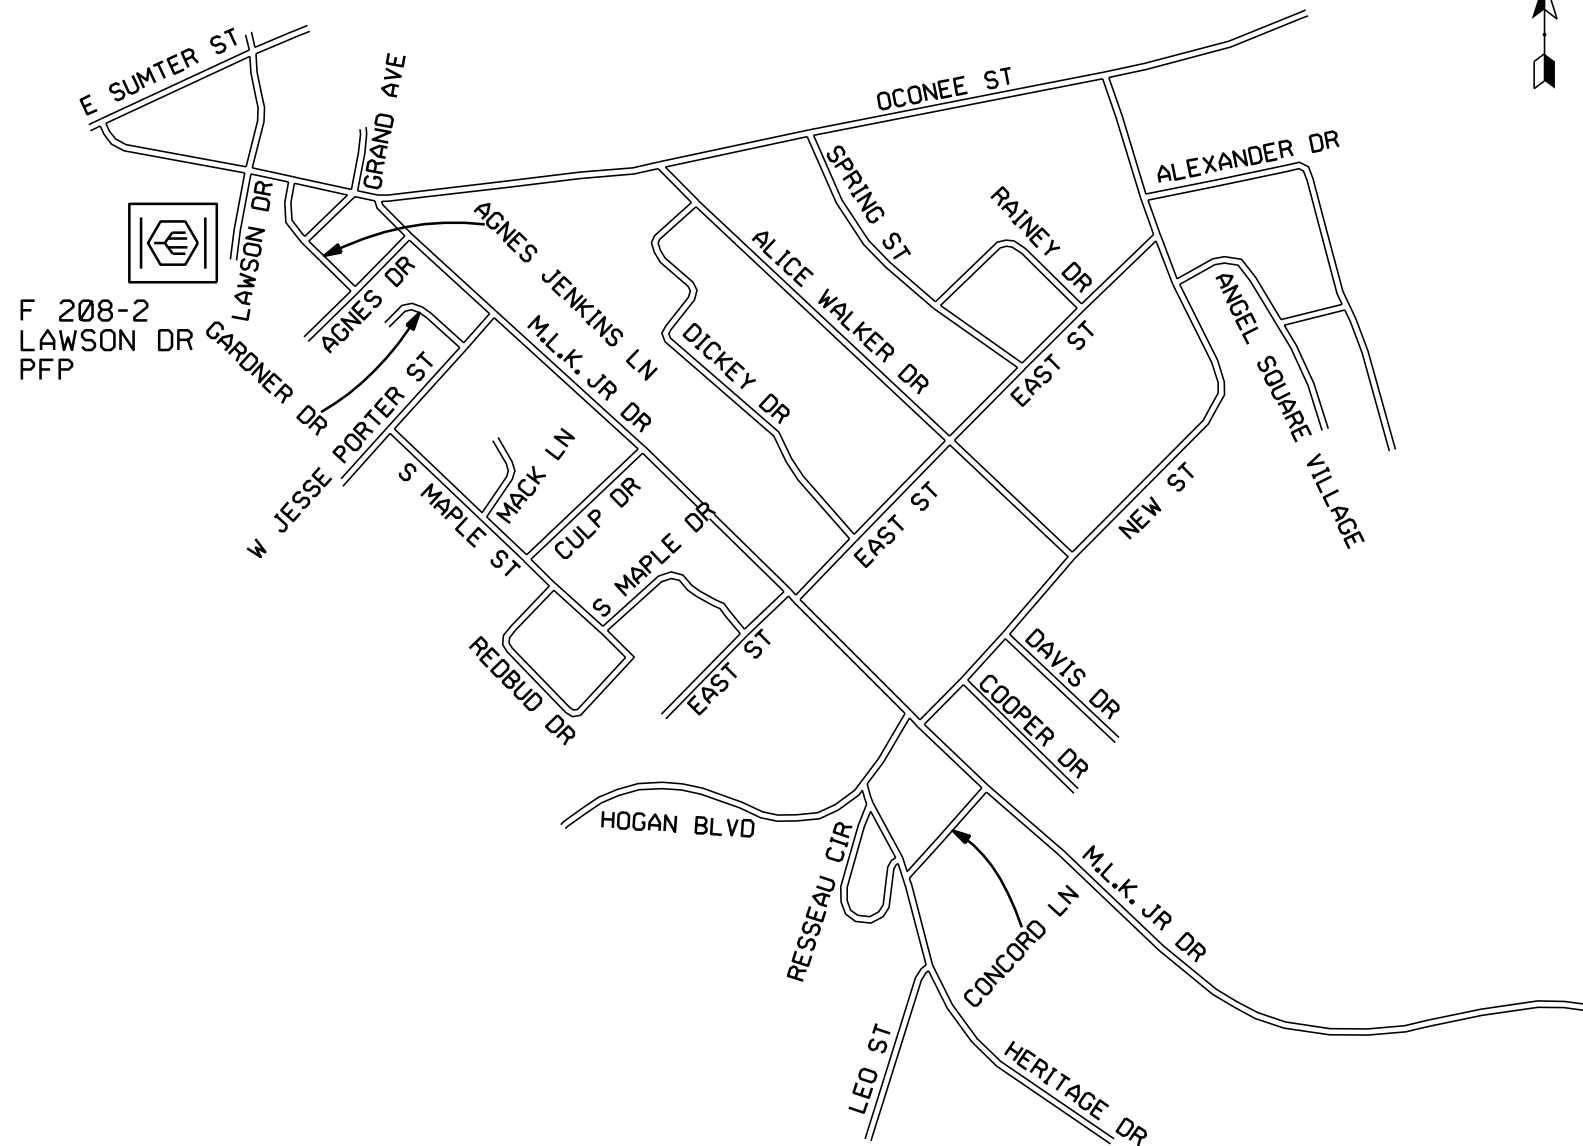 E SUMTER ST
GRAND AVE
OCONEE ST
ALEXANDER DR
SPRING ST
RAINEY DR
LAWSON DR
AGNES JENKINS LN
ALICE WALKER DR
AGNES DR
F 208-2
LAWSON DR
PFP
GARDNER DR
M.L.K. JR DR
DICKEY DR
EAST ST
ANGEL SQUARE VILLAGE
W JESSE PORTER ST
S MAPLE ST
MACK LN
CULP DR
S MAPLE DR
EAST ST
NEW ST
REDBUD DR
EAST ST
DAVIS DR
COOPER DR
HOGAN BLVD
RESSEAU CIR
CONCORD LN
M.L.K. JR DR
LEO ST
HERITAGE DR